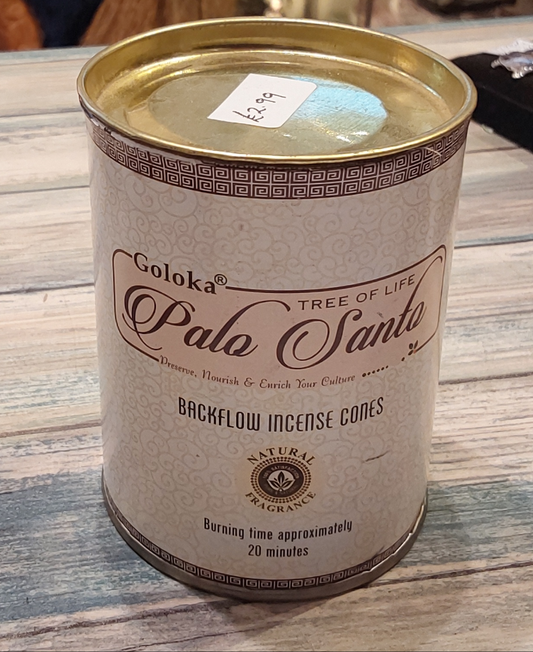 £2.99
Goloka®
TREE OF LIFE
Palo Santo
Preserve, Nourish & Enrich Your Culture
BACKFLOW INCENSE CONES
NATURAL
FRAGRANCE
Burning time approximately
20 minutes